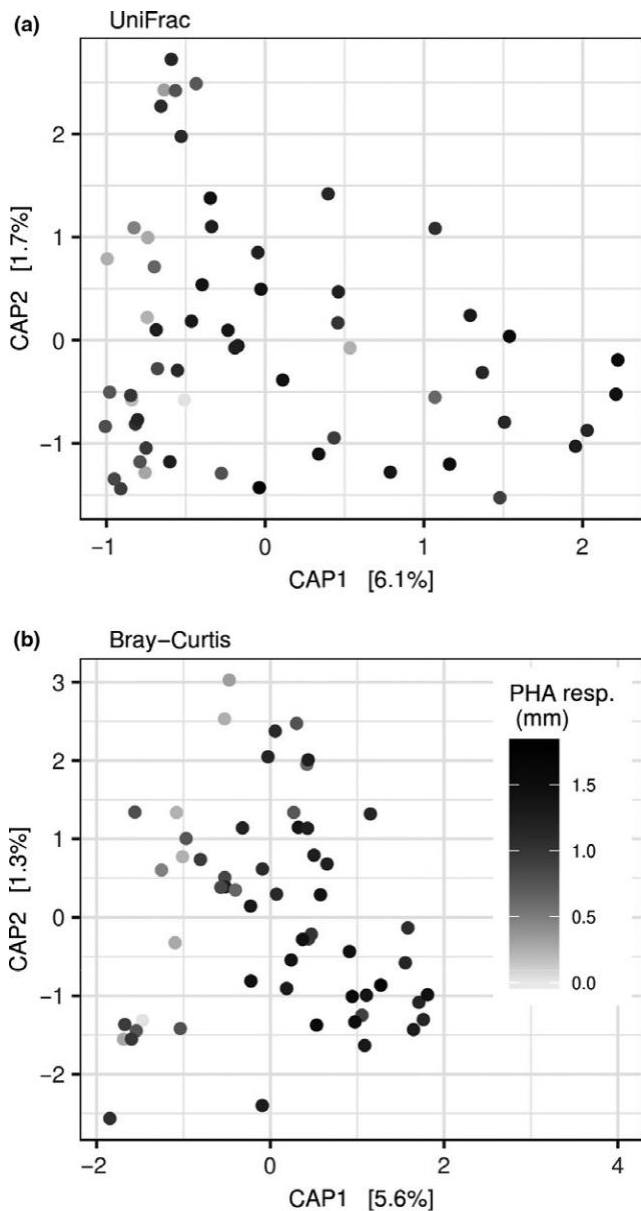 (a) UniFrac
2
1
0
−1
CAP2 [1.7%]
−1 0 1 2
CAP1 [6.1%]
(b) Bray−Curtis
3
2
1
0
−1
−2
CAP2 [1.3%]
PHA resp.
(mm)
1.5
1.0
0.5
0.0
−2 0 2 4
CAP1 [5.6%]